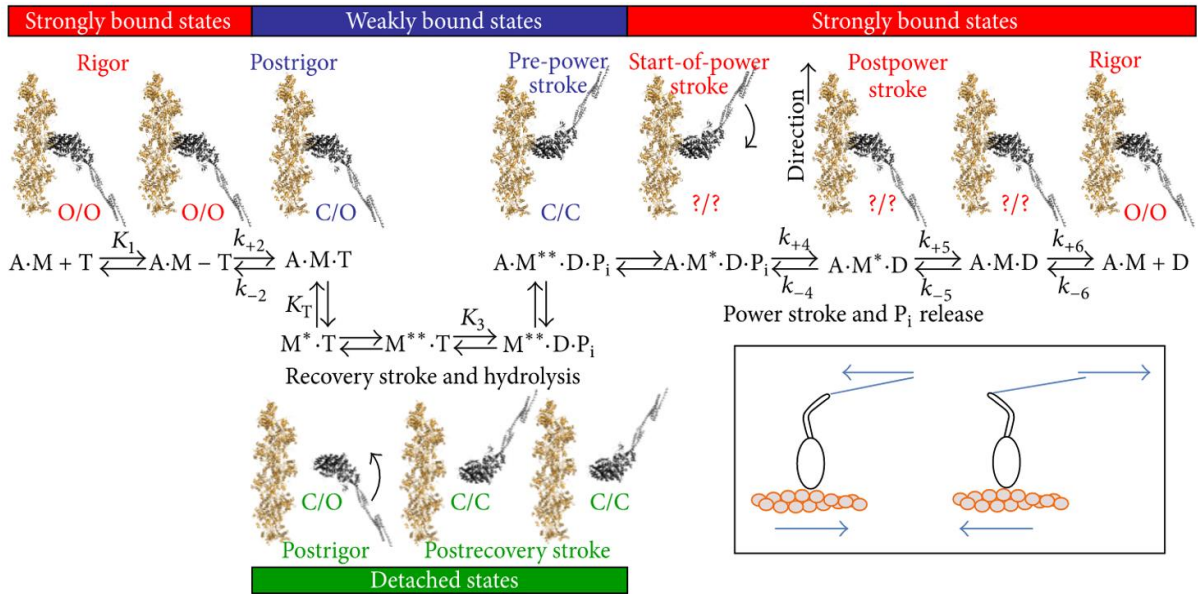 Strongly bound states
Weakly bound states
Strongly bound states
Rigor
Postrigor
Pre-power
stroke
Start-of-power
stroke
Direction
Postpower
stroke
Rigor
O/O
O/O
C/O
C/C
?/?
?/?
?/?
O/O
A·M + T K₁ A·M − T k₊₂ k₋₂ A·M·T
A·M**·D·Pᵢ A·M*·D·Pᵢ k₊₄ k₋₄ A·M*·D k₊₅ k₋₅ A·M·D k₊₆ k₋₆ A·M + D
K_T
Power stroke and Pᵢ release
M*·T M**·T K₃ M**·D·Pᵢ
Recovery stroke and hydrolysis
C/O
C/C
C/C
Postrigor
Postrecovery stroke
Detached states